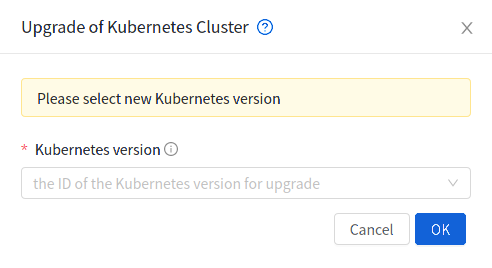 Upgrade of Kubernetes Cluster ?
Please select new Kubernetes version
* Kubernetes version
the ID of the Kubernetes version for upgrade
Cancel OK